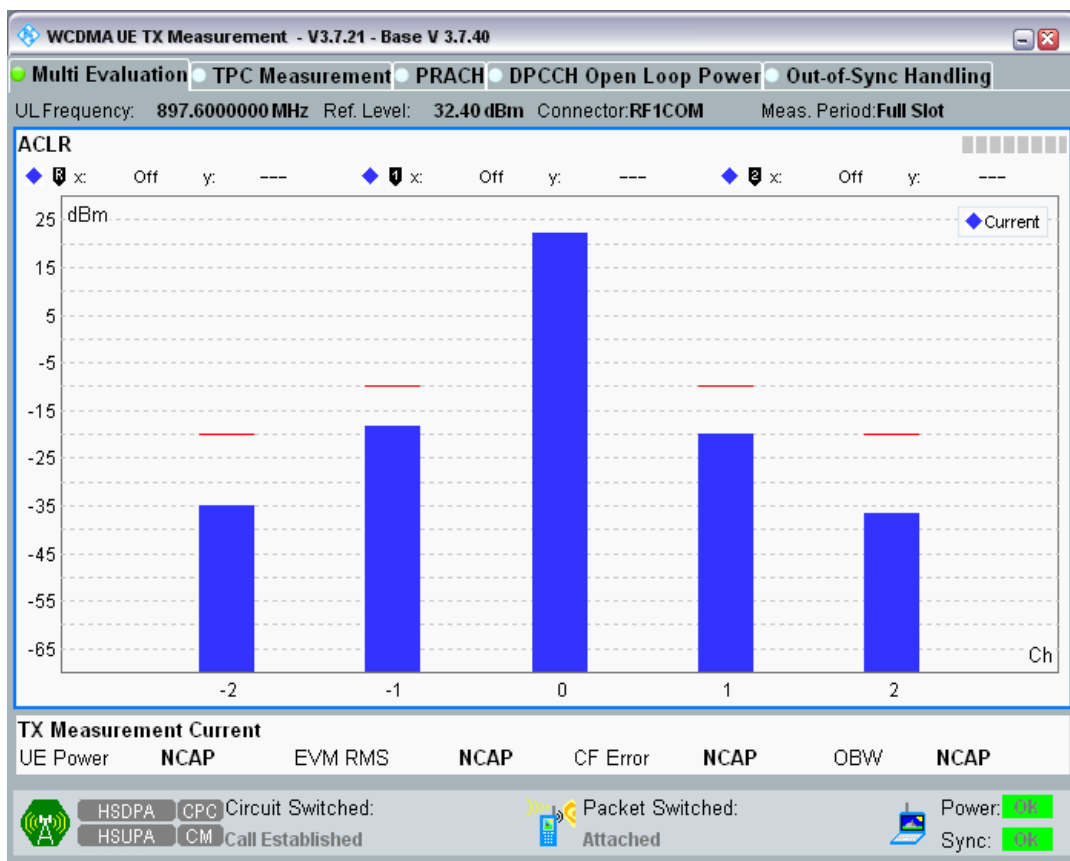 WCDMA UE TX Measurement - V3.7.21 - Base V 3.7.40
Multi Evaluation TPC Measurement PRACH DPCCH Open Loop Power Out-of-Sync Handling
UL Frequency: 897.6000000 MHz Ref. Level: 32.40 dBm Connector:RF1COM Meas. Period:Full Slot
ACLR
R x: Off y: --- 1 x: Off y: --- 2 x: Off y: ---
dBm
Current
25
15
5
-5
-15
-25
-35
-45
-55
-65
Ch
-2 -1 0 1 2
TX Measurement Current
UE Power NCAP EVM RMS NCAP CF Error NCAP OBW NCAP
HSDPA CPC Circuit Switched: Packet Switched: Power: Ok
HSUPA CM Call Established Attached Sync: Ok